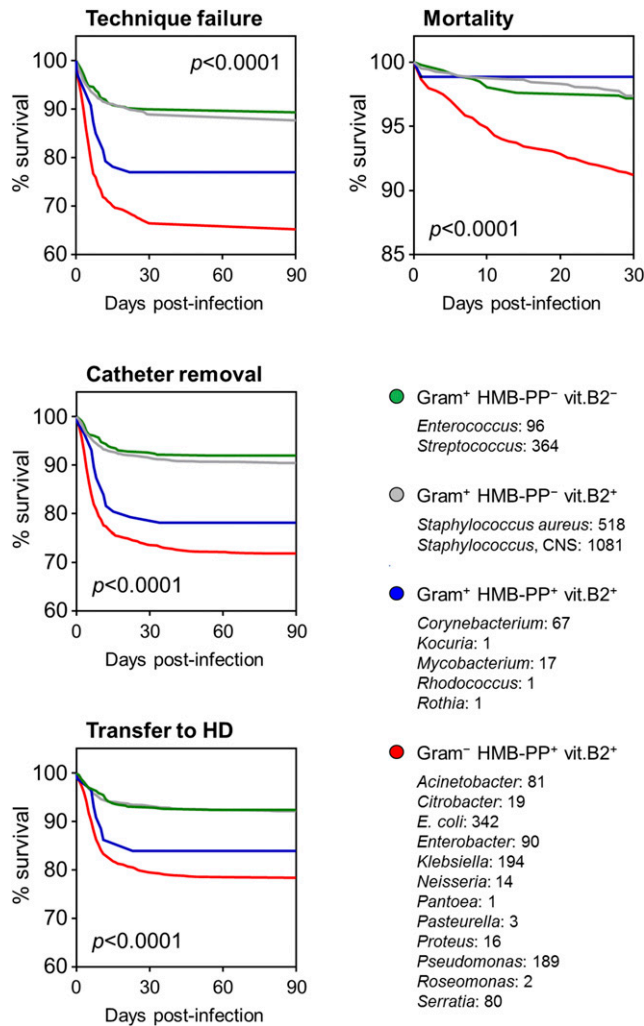 Technique failure
100
90
80
70
60
% survival
p<0.0001
0 30 60 90
Days post-infection
Mortality
100
95
90
85
% survival
p<0.0001
0 10 20 30
Days post-infection
Catheter removal
100
90
80
70
60
% survival
p<0.0001
0 30 60 90
Days post-infection
Transfer to HD
100
90
80
70
60
% survival
p<0.0001
0 30 60 90
Days post-infection
Gram⁺ HMB-PP⁻ vit.B2⁻
Enterococcus: 96
Streptococcus: 364
Gram⁺ HMB-PP⁻ vit.B2⁺
Staphylococcus aureus: 518
Staphylococcus, CNS: 1081
Gram⁺ HMB-PP⁺ vit.B2⁺
Corynebacterium: 67
Kocuria: 1
Mycobacterium: 17
Rhodococcus: 1
Rothia: 1
Gram⁻ HMB-PP⁺ vit.B2⁺
Acinetobacter: 81
Citrobacter: 19
E. coli: 342
Enterobacter: 90
Klebsiella: 194
Neisseria: 14
Pantoea: 1
Pasteurella: 3
Proteus: 16
Pseudomonas: 189
Roseomonas: 2
Serratia: 80